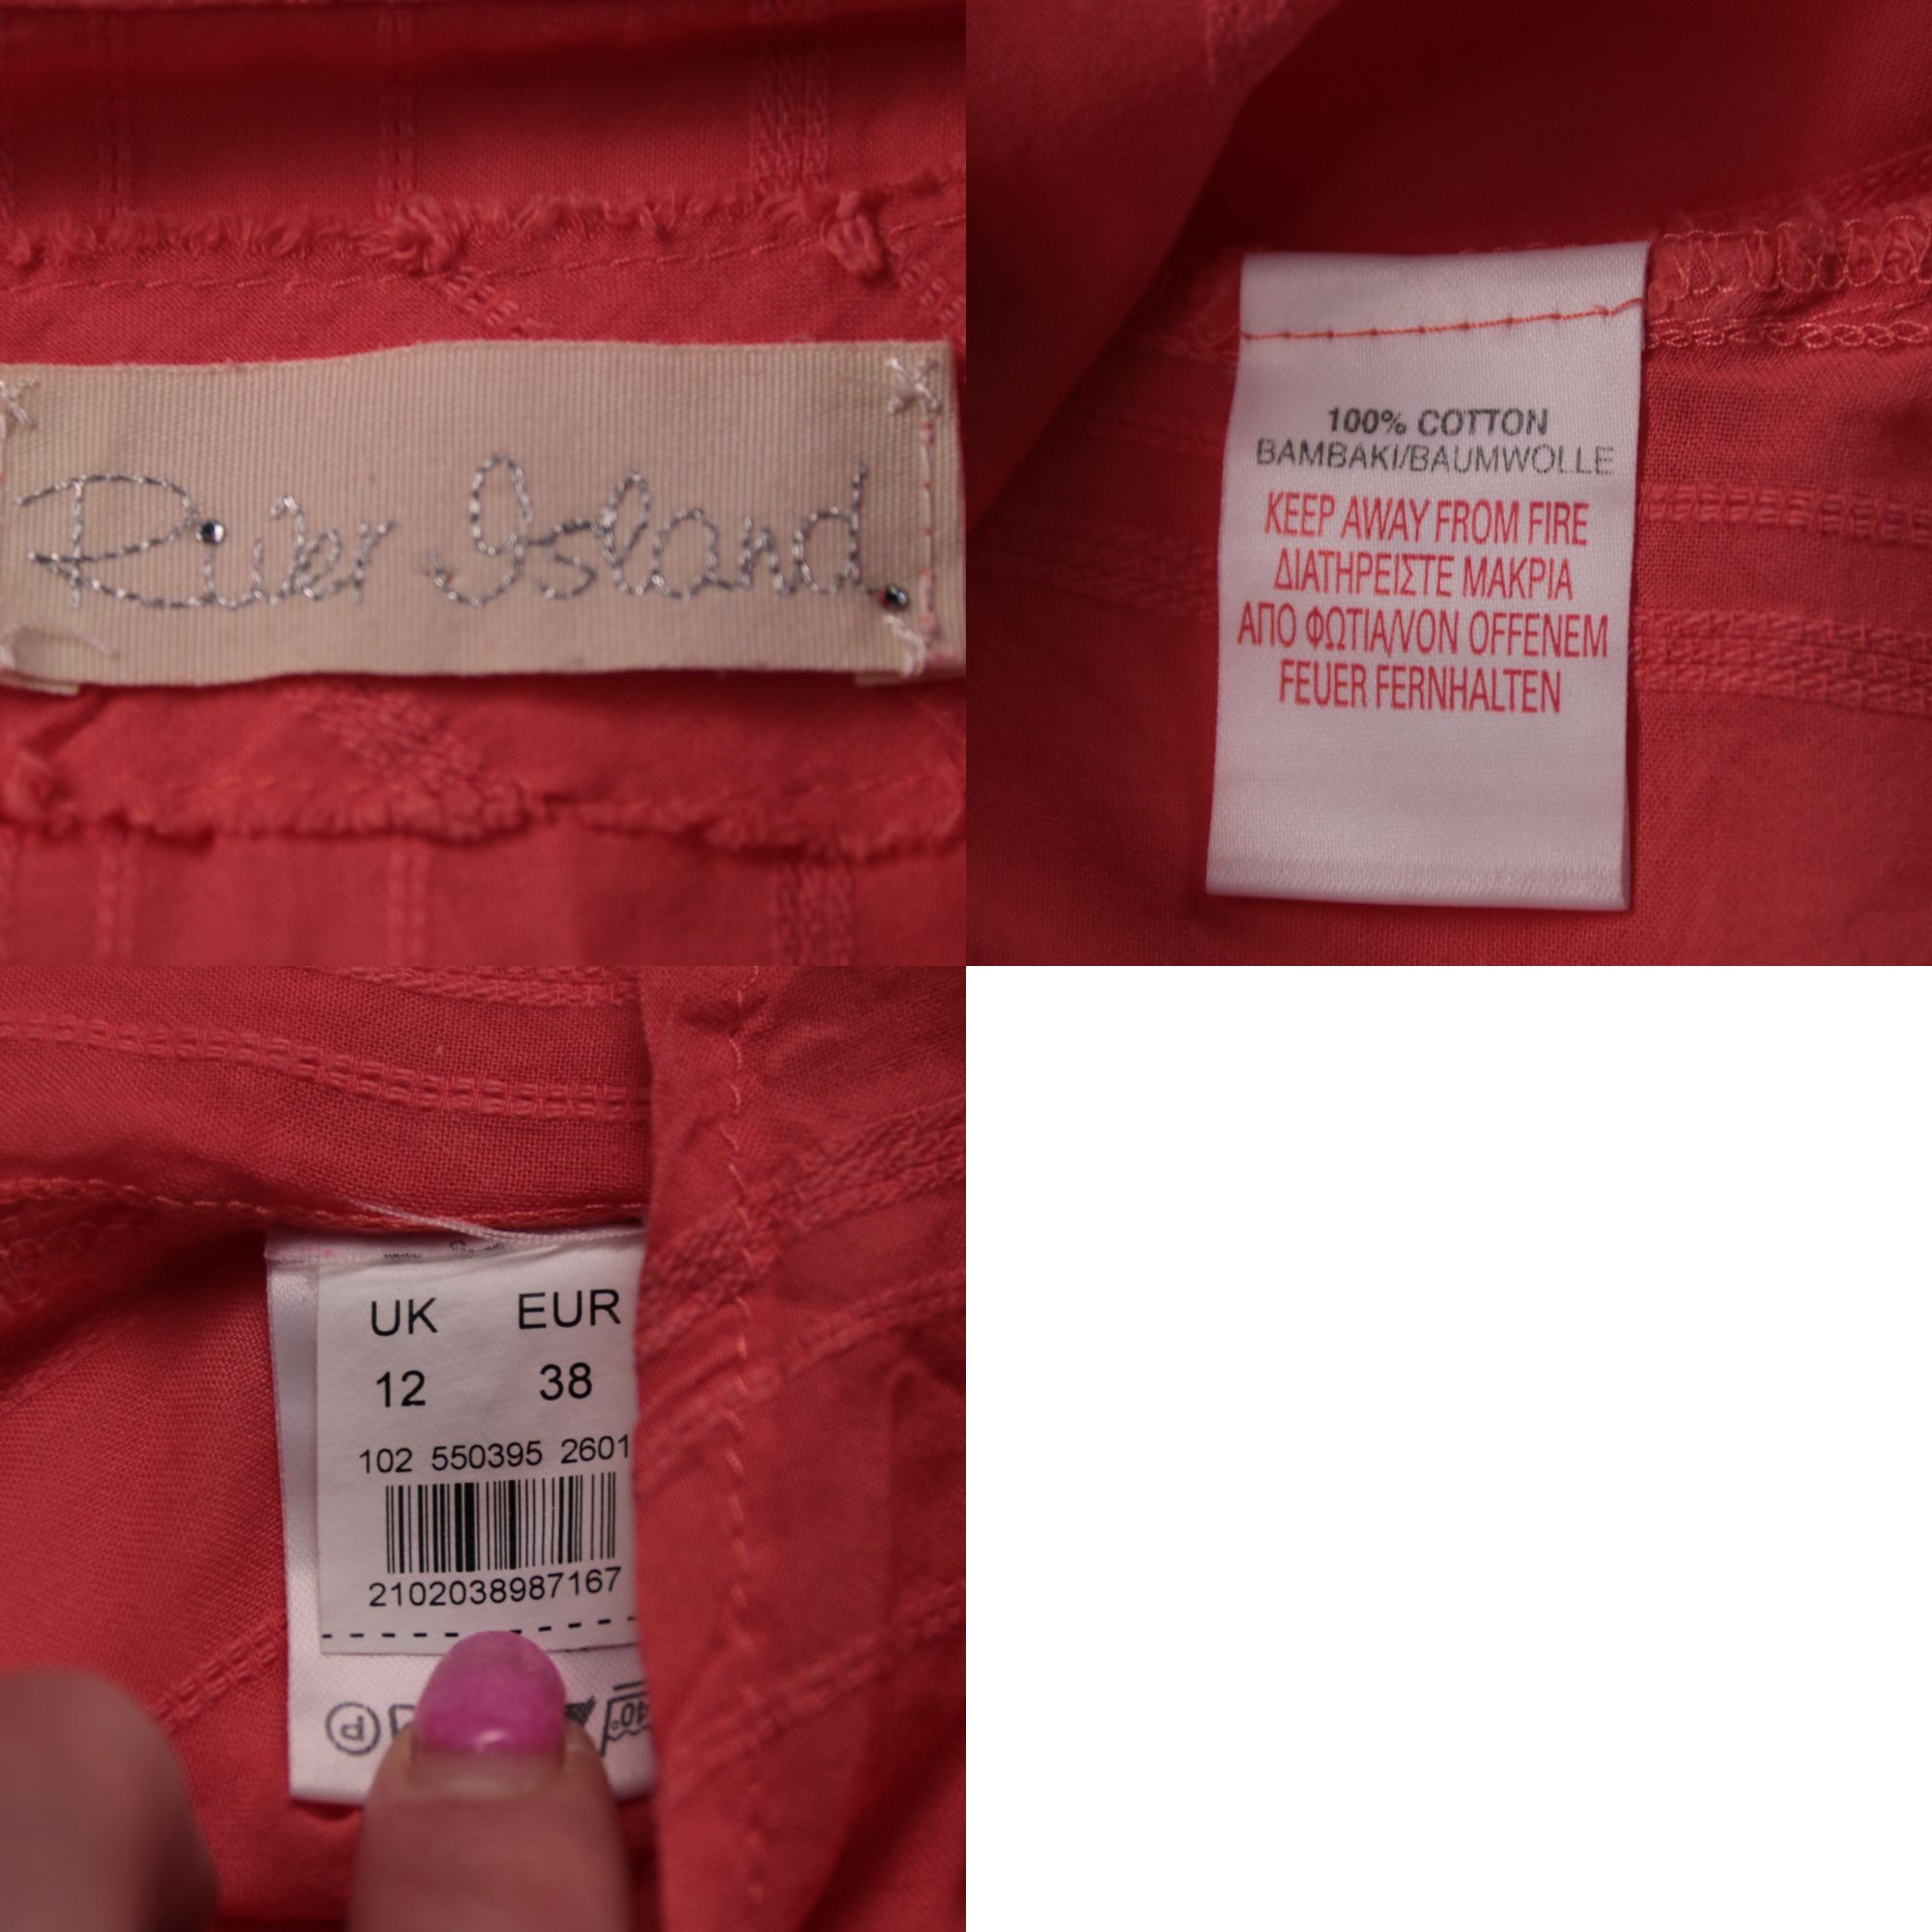 River Island.
100% COTTON
BAMBAKI/BAUMWOLLE
KEEP AWAY FROM FIRE
ΔΙΑΤΗΡΕΙΣΤΕ ΜΑΚΡΙΑ
ΑΠΟ ΦΩΤΙΑ/VON OFFENEM
FEUER FERNHALTEN
UK EUR
12 38
102 550395 2601
2102038987167
P 40°